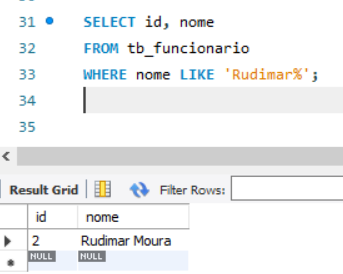 31 SELECT id, nome
32 FROM tb_funcionario
33 WHERE nome LIKE 'Rudimar%';
34
35
Result Grid Filter Rows:
id nome
2 Rudimar Moura
NULL NULL